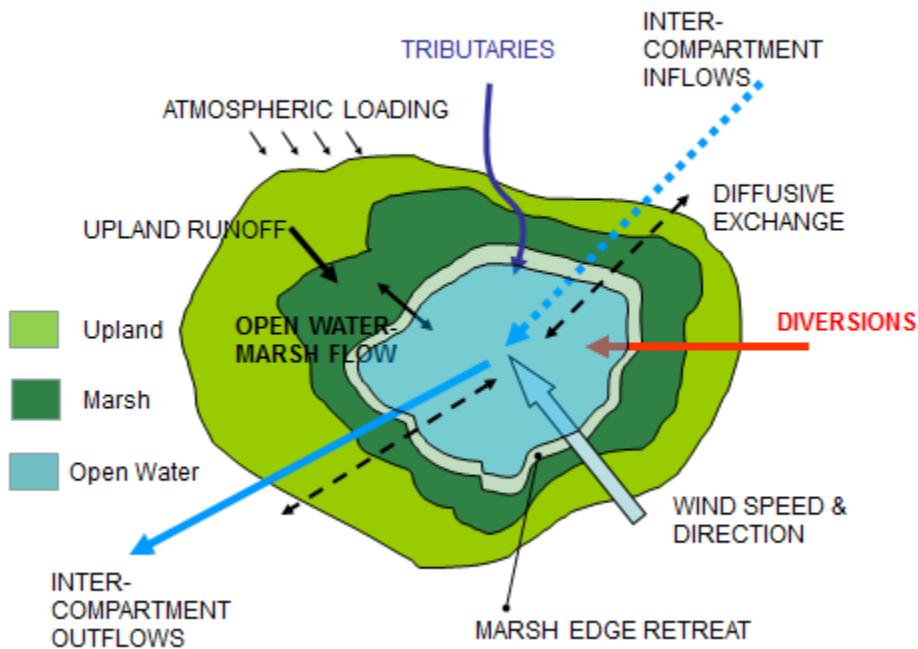 TRIBUTARIES
INTER-
COMPARTMENT
INFLOWS
ATMOSPHERIC LOADING
DIFFUSIVE
EXCHANGE
UPLAND RUNOFF
OPEN WATER-
MARSH FLOW
DIVERSIONS
Upland
Marsh
Open Water
WIND SPEED &
DIRECTION
INTER-
COMPARTMENT
OUTFLOWS
MARSH EDGE RETREAT